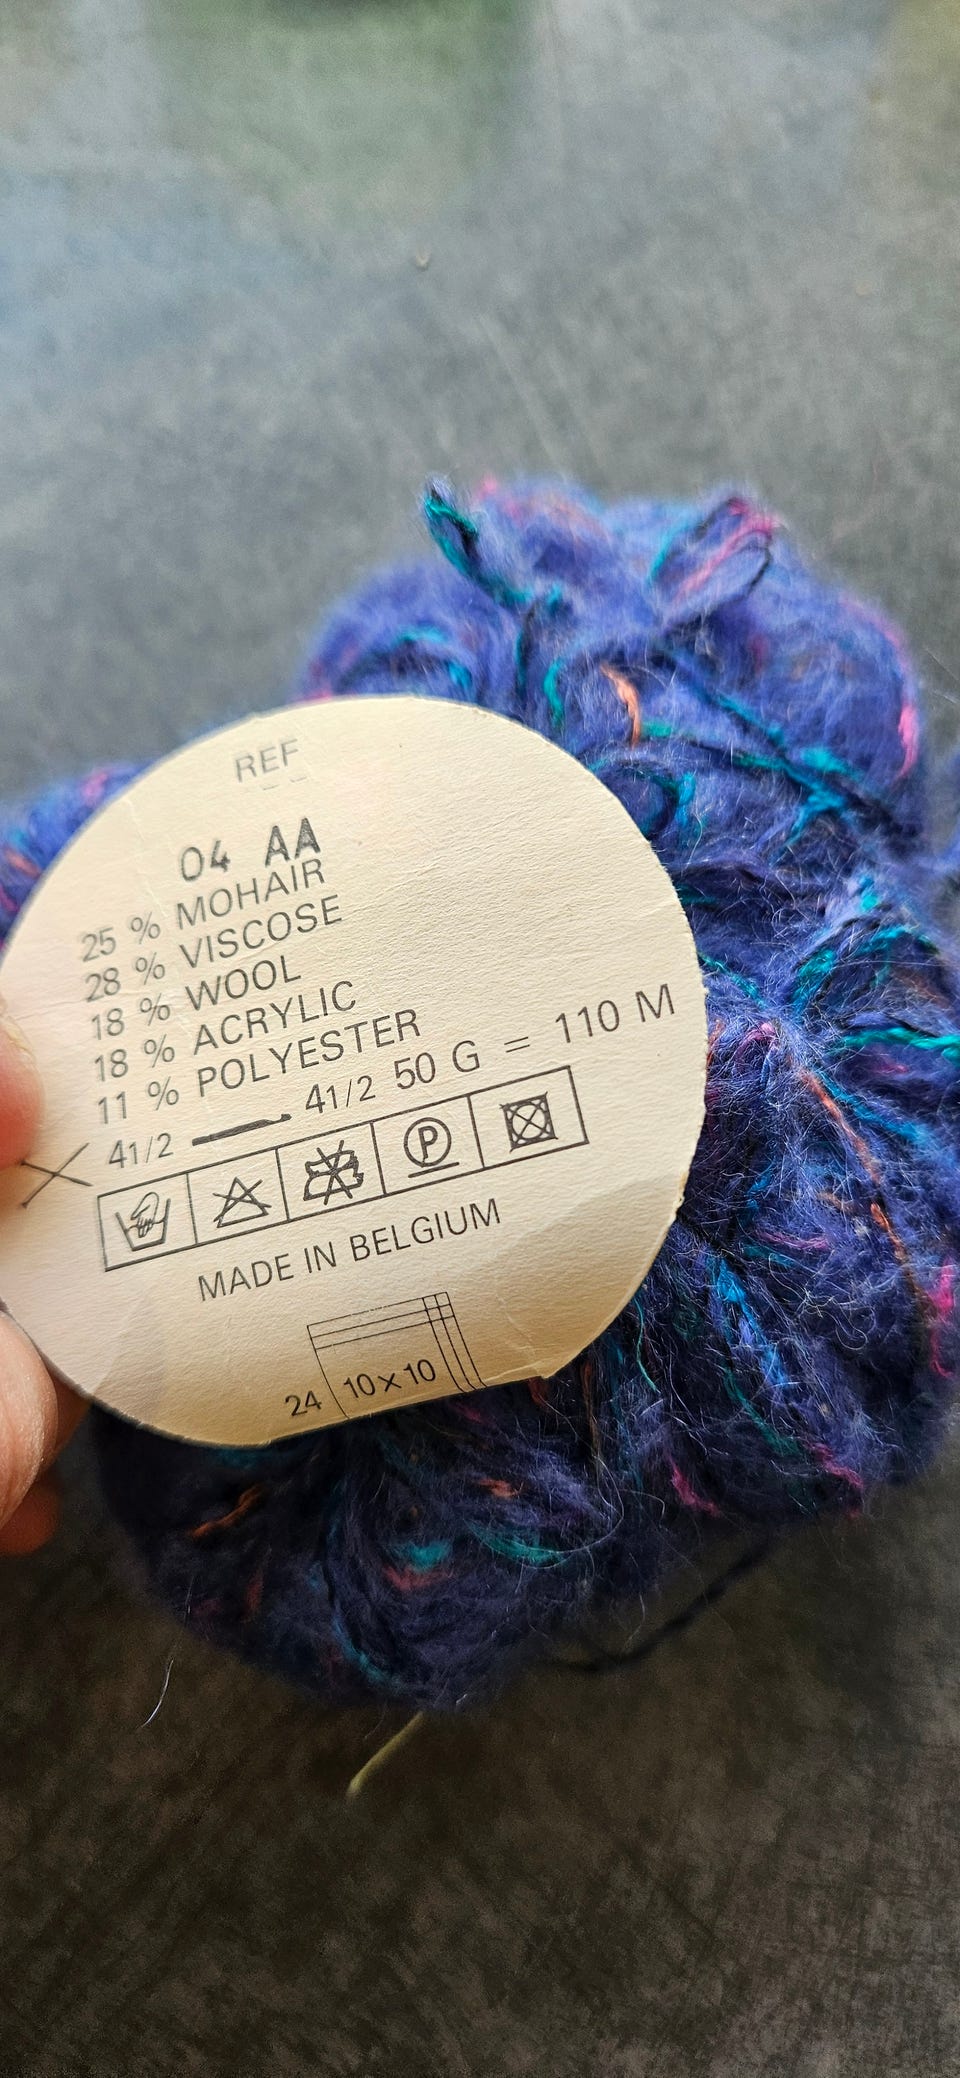 REF
04 AA
25 % MOHAIR
28 % VISCOSE
18 % WOOL
18 % ACRYLIC
11 % POLYESTER
41/2 41/2 50 G = 110 M
P
MADE IN BELGIUM
24 10×10